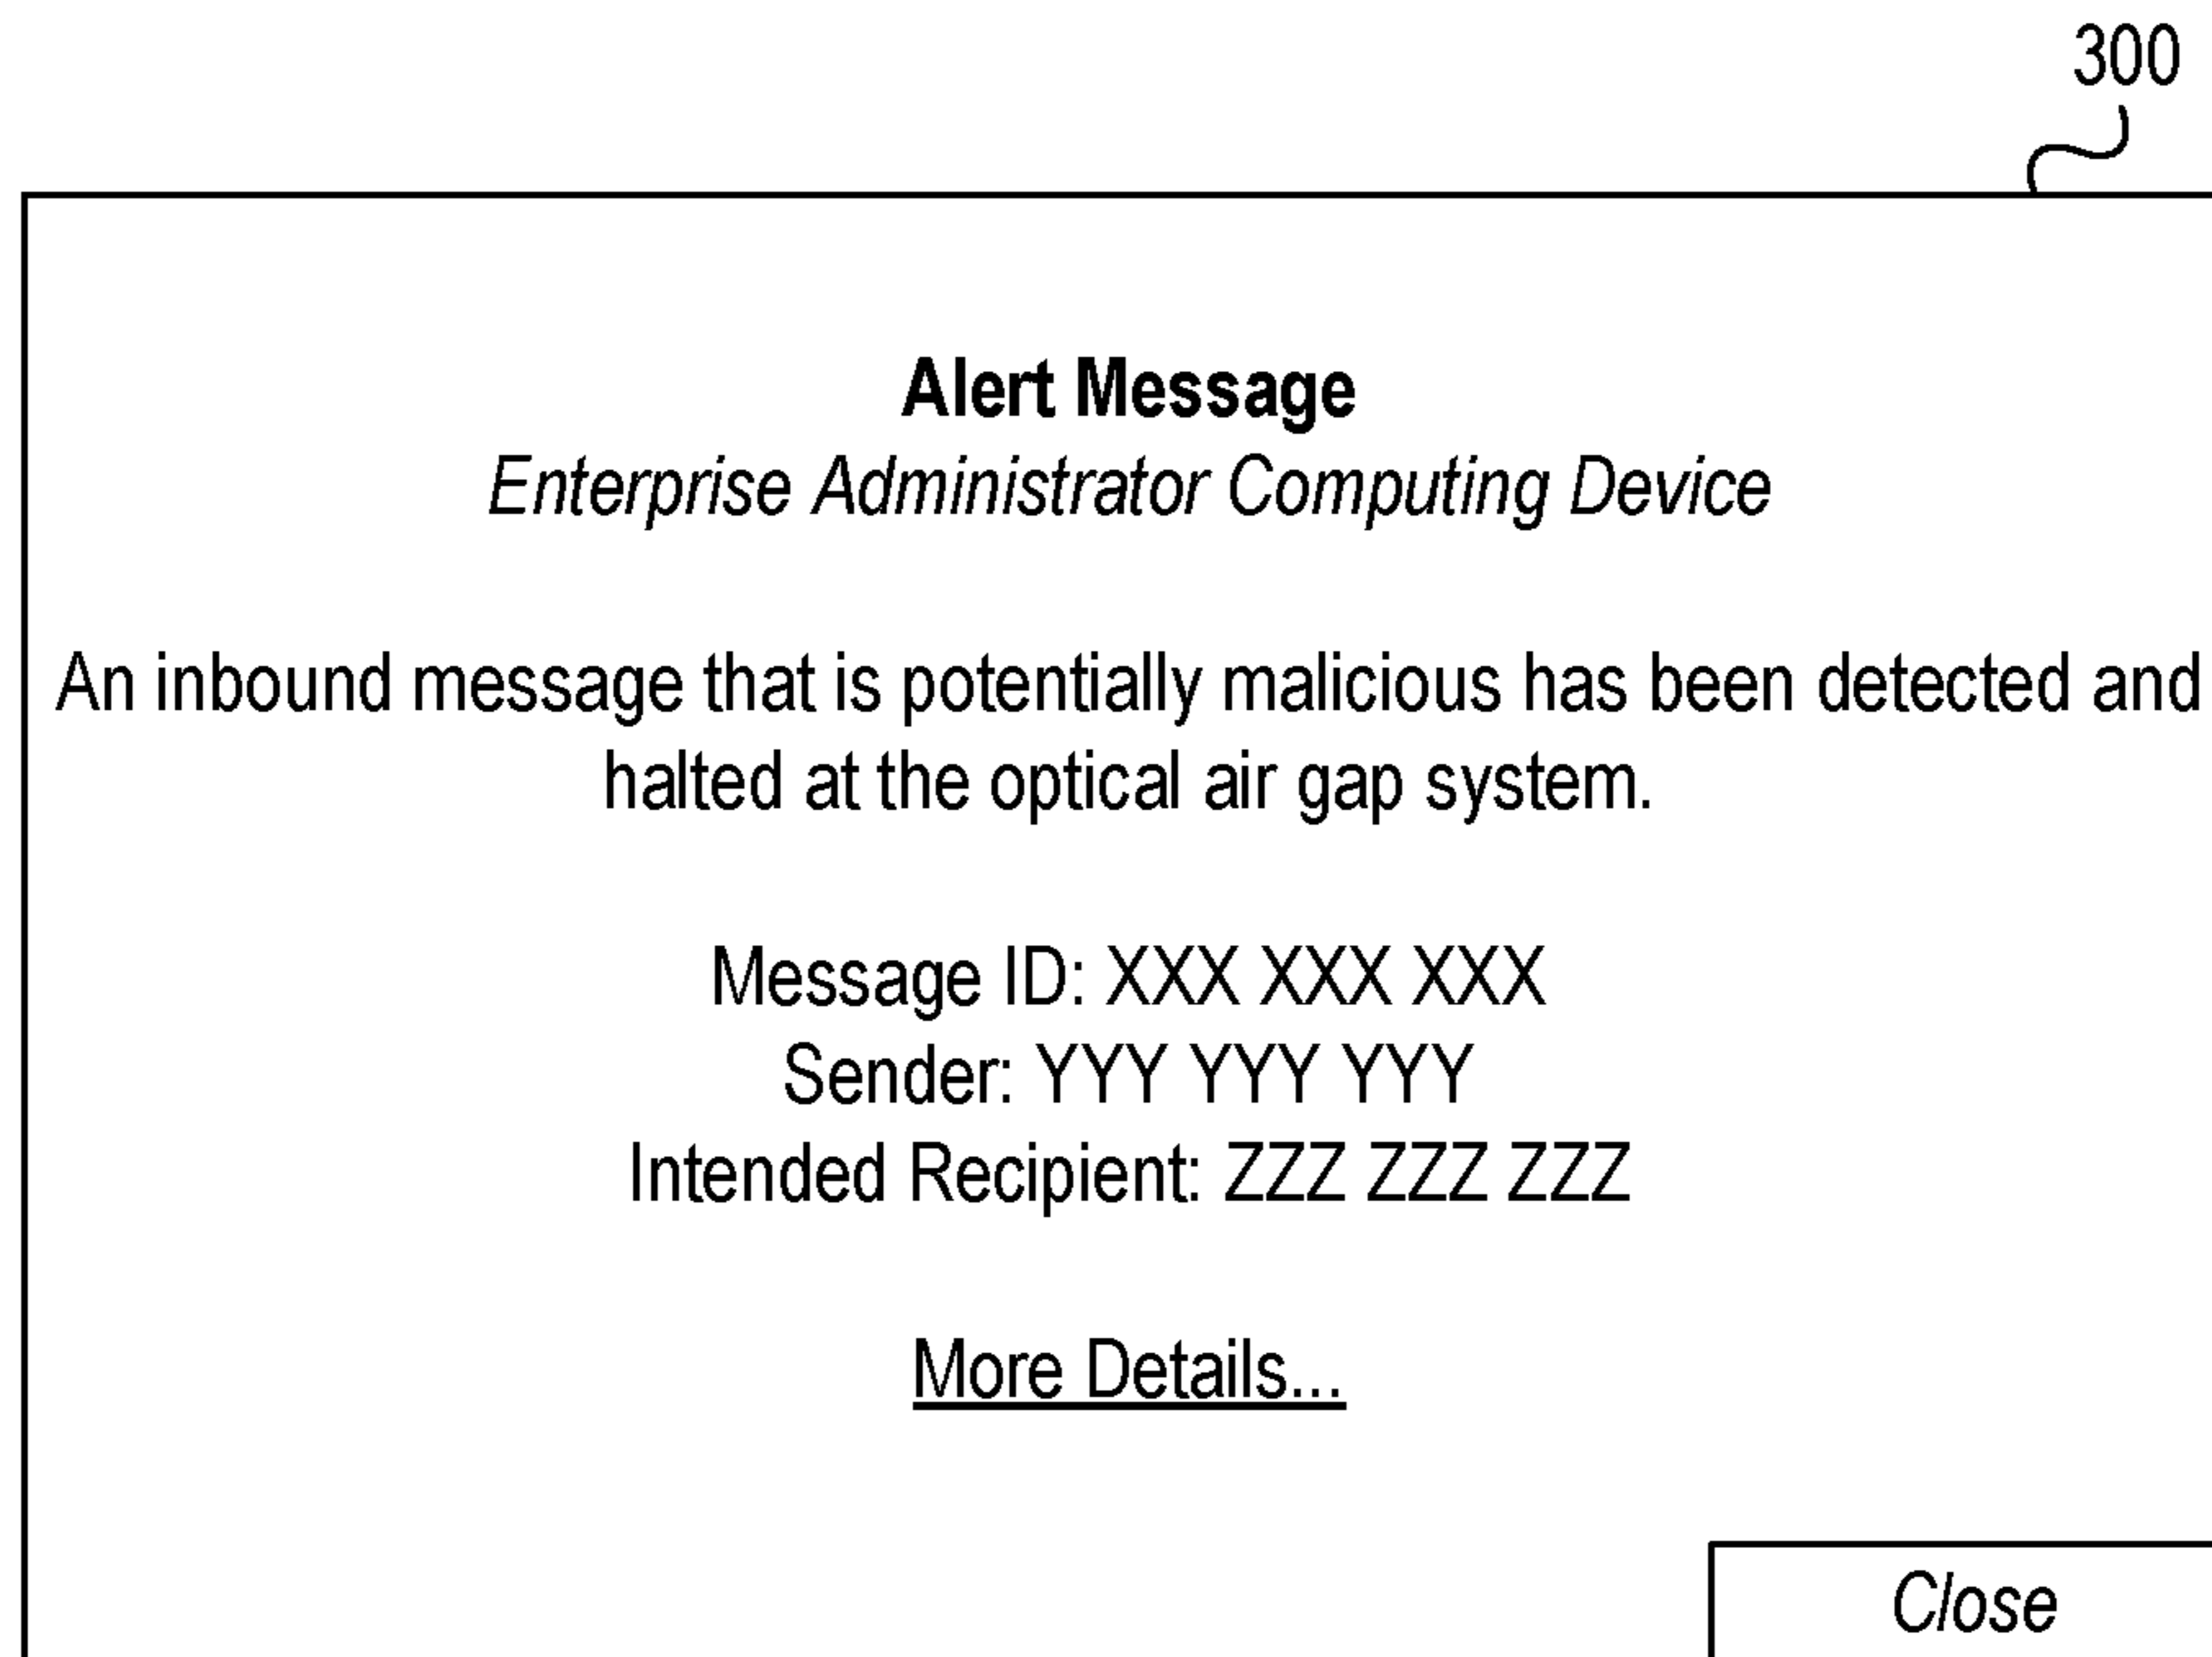 300
Alert Message
Enterprise Administrator Computing Device
An inbound message that is potentially malicious has been detected and
halted at the optical air gap system.
Message ID: XXX XXX XXX
Sender: YYY YYY YYY
Intended Recipient: ZZZ ZZZ ZZZ
More Details...
Close